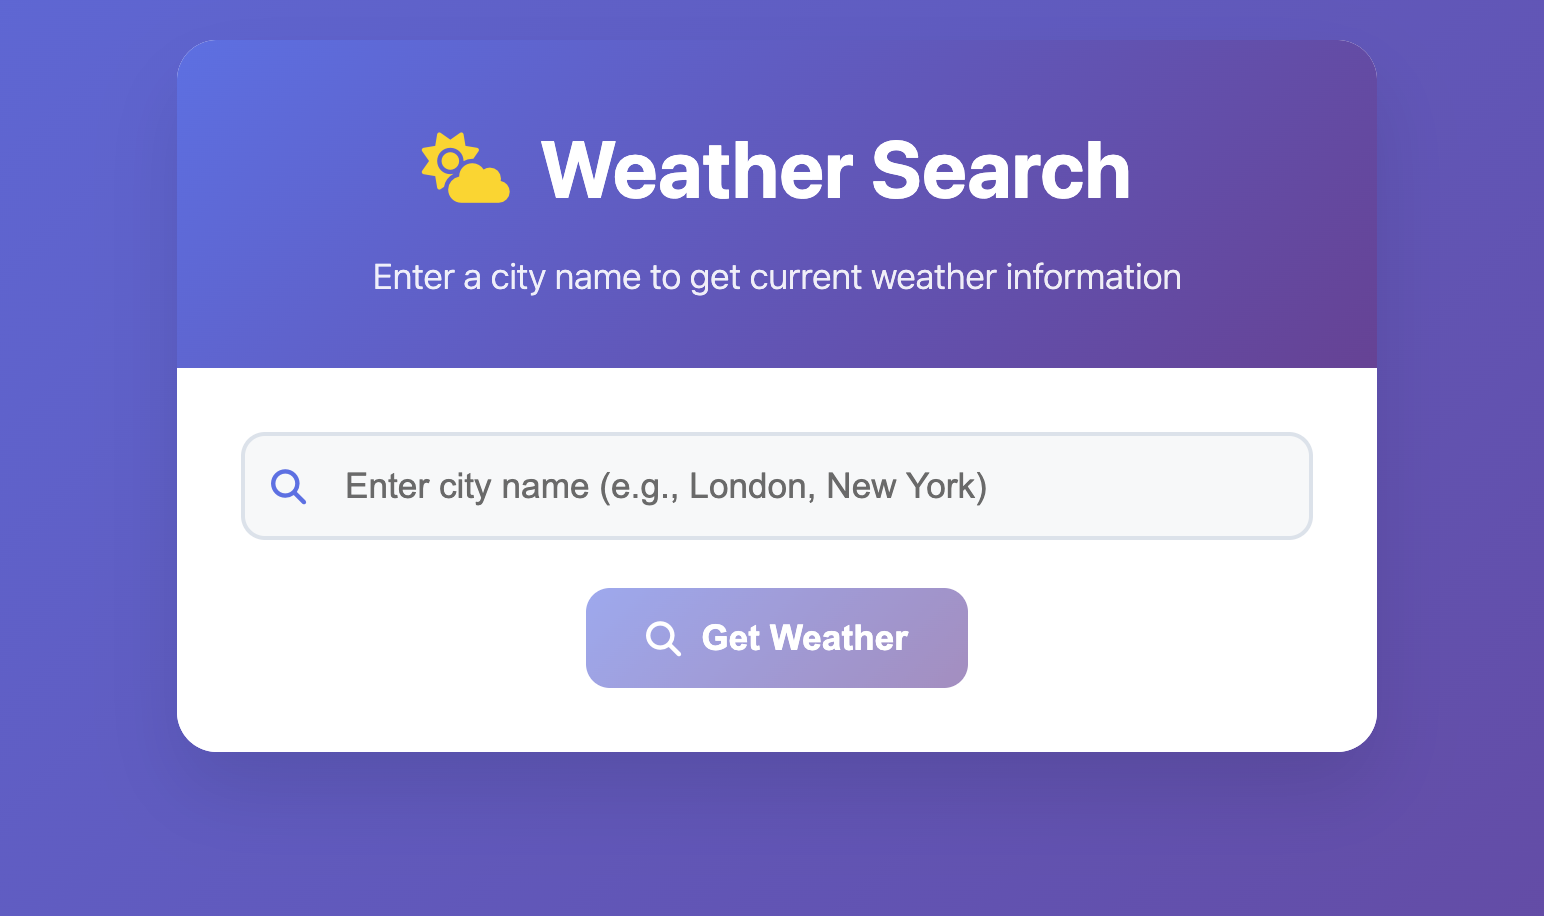 Weather Search
Enter a city name to get current weather information
Enter city name (e.g., London, New York)
Get Weather